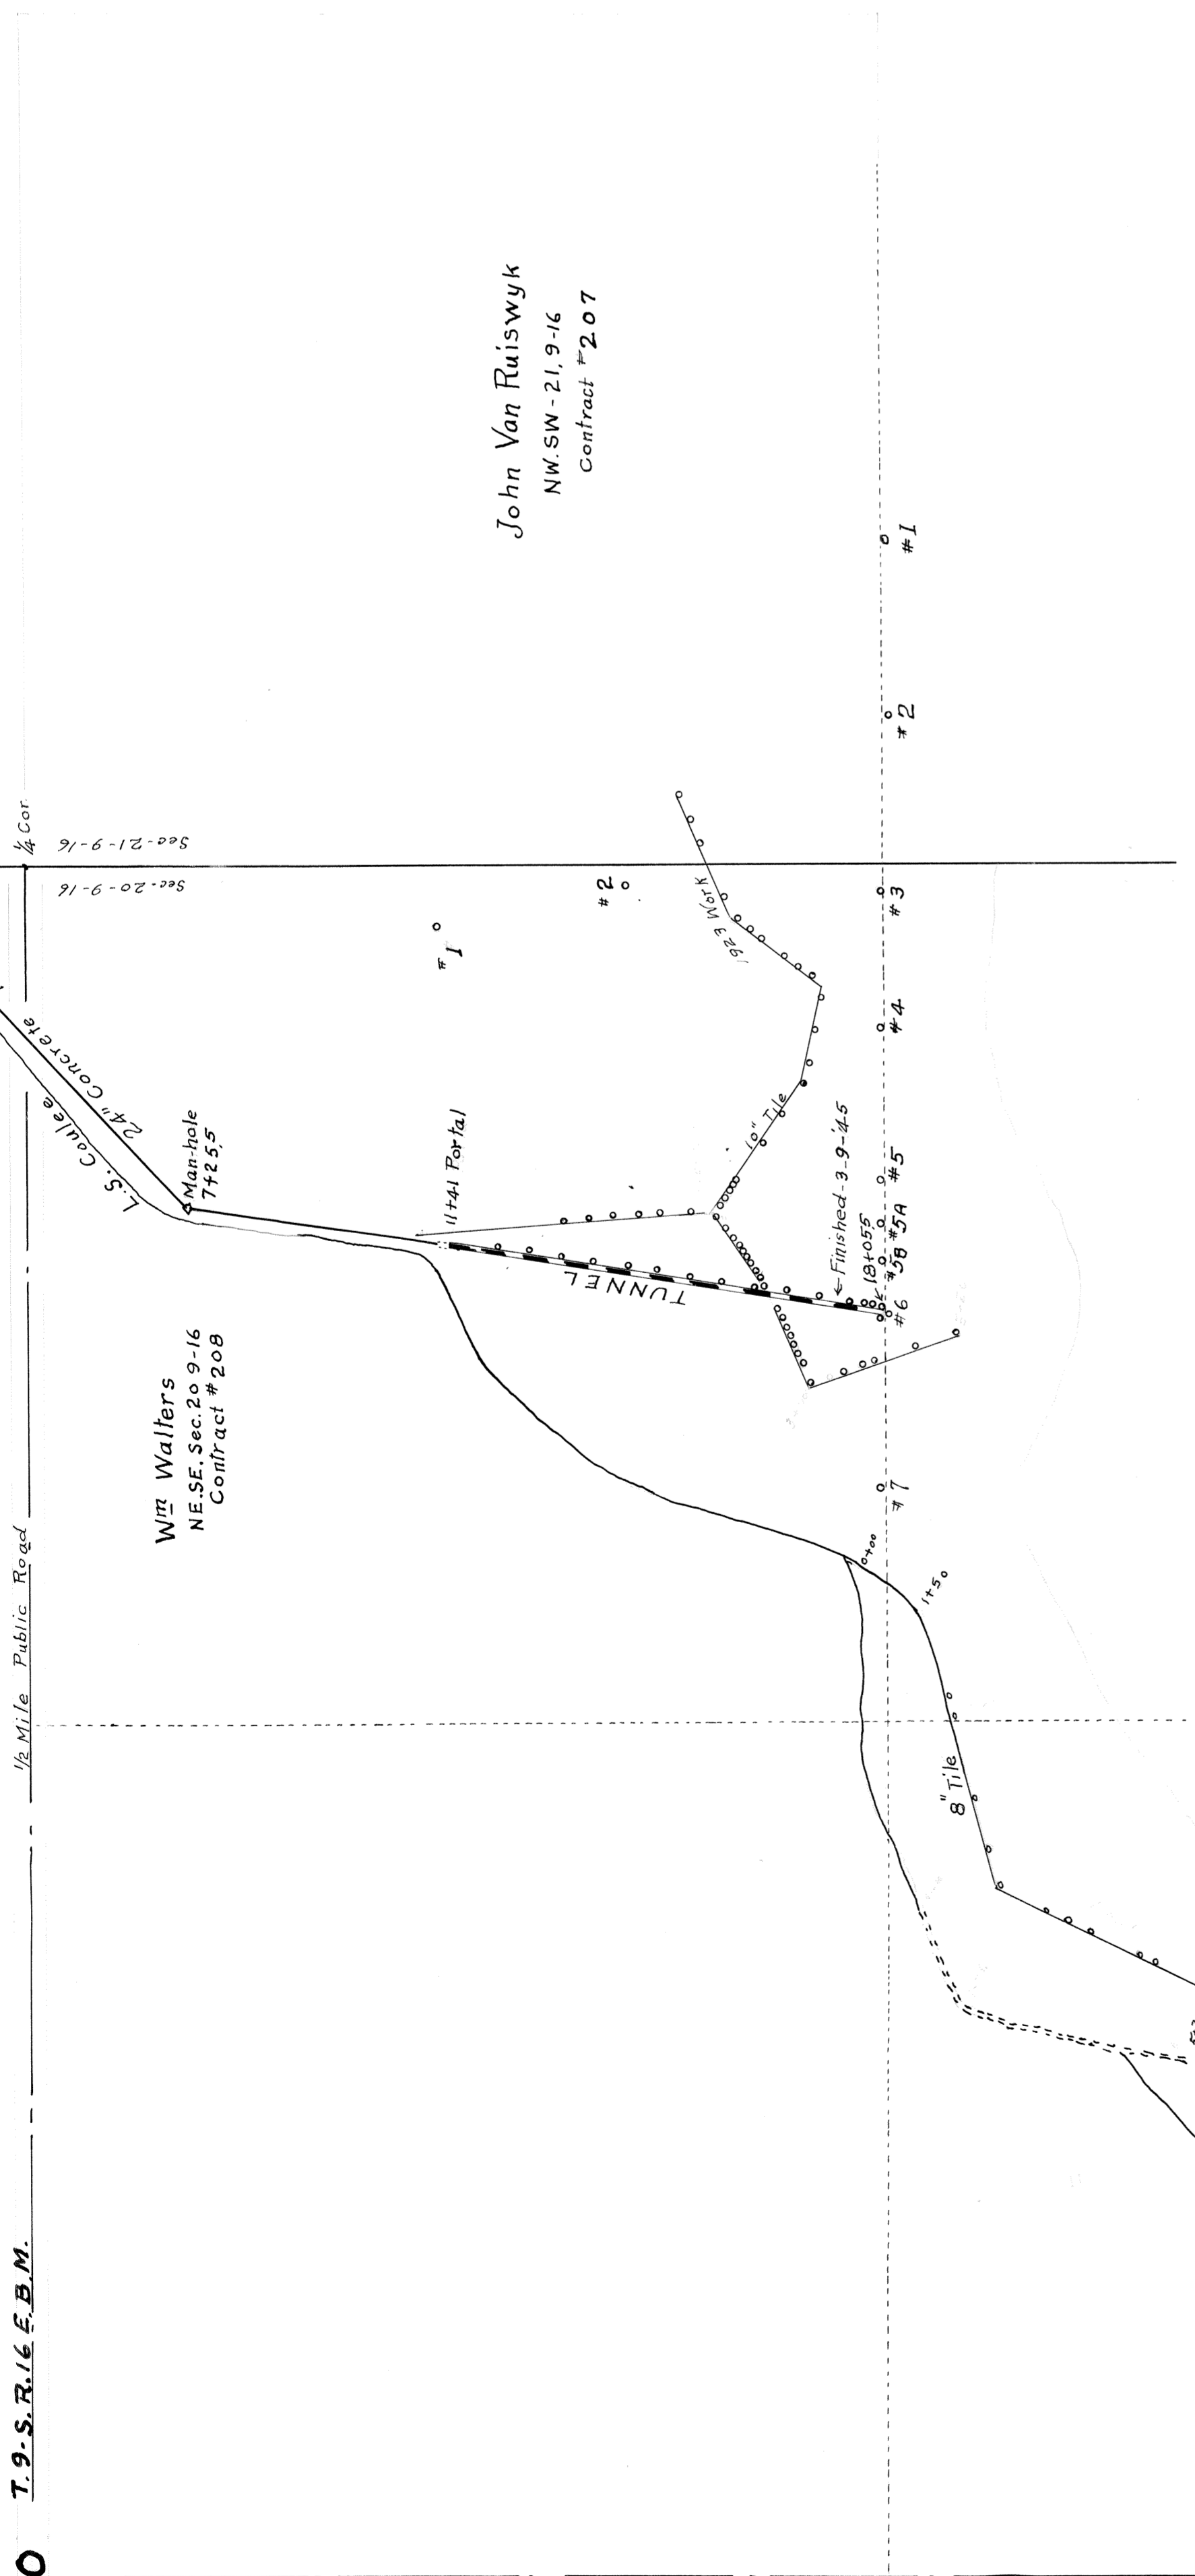 T. 9-S. R.16 E.B.M.
1/2 Mile Public Road
1/4 Cor.
Sec-20-9-16
Sec-21-9-16
L.S. Coulee
24" Concrete
Man-hole
7+25.5
Wm Walters
NE.SE. Sec. 20 9-16
Contract #208
John Van Ruiswyk
NW.SW-21, 9-16
Contract #207
11+41 Portal
TUNNEL
#1
#2
1923 Work
10" Tile
Finished-3-9-'45
18+05.5
#7
#6
#5B
#5A
#5
#4
#3
#2
#1
0+00
1+50
8" Tile